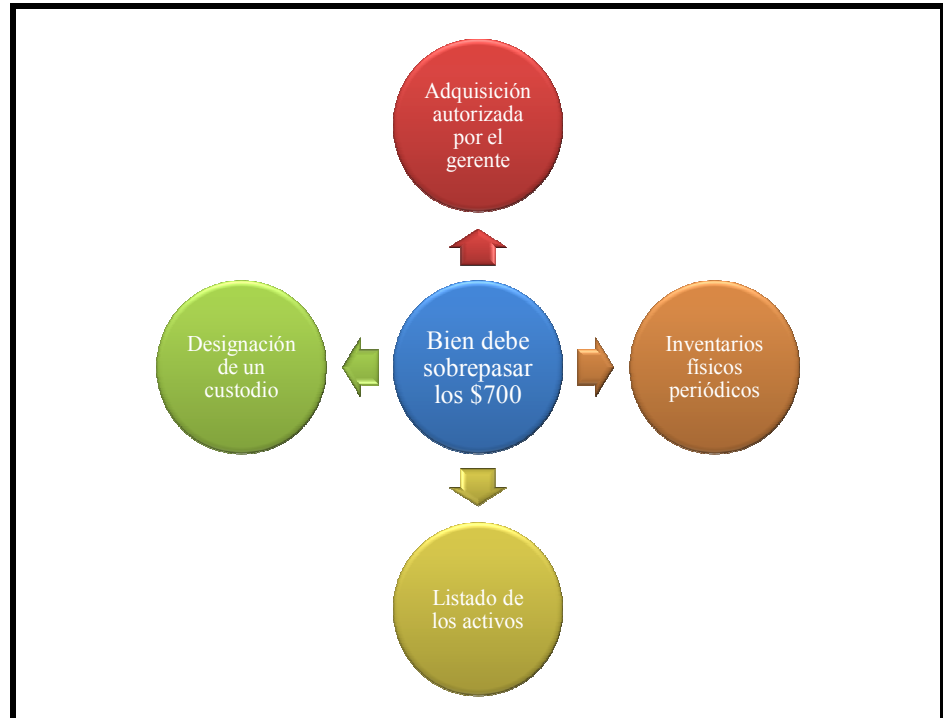 Adquisición
autorizada
por el
gerente
Designación
de un
custodio
Bien debe
sobrepasar
los $700
Inventarios
físicos
periódicos
Listado de
los activos